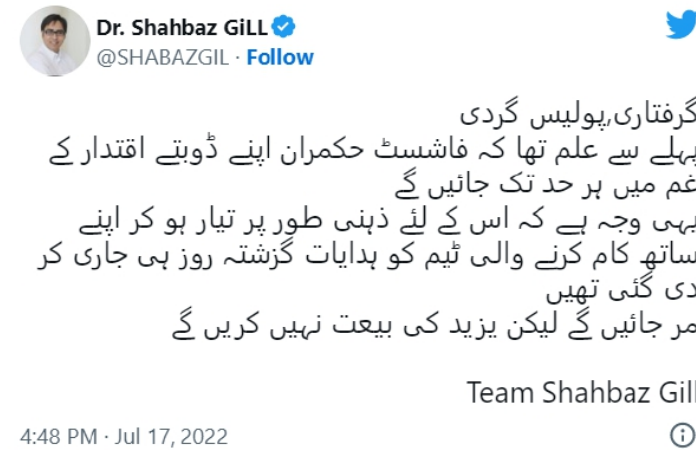 Dr. Shahbaz GiLL
@SHABAZGIL · Follow
گرفتاری,پولیس گردی
پہلے سے علم تھا کہ فاشسٹ حکمران اپنے ڈوبتے اقتدار کے
غم میں ہر حد تک جائیں گے
یہی وجہ ہے کہ اس کے لئے ذہنی طور پر تیار ہو کر اپنے
ساتھ کام کرنے والی ٹیم کو ہدایات گزشتہ روز ہی جاری کر
دی گئی تھیں
مر جائیں گے لیکن یزید کی بیعت نہیں کریں گے
Team Shahbaz Gill
4:48 PM · Jul 17, 2022